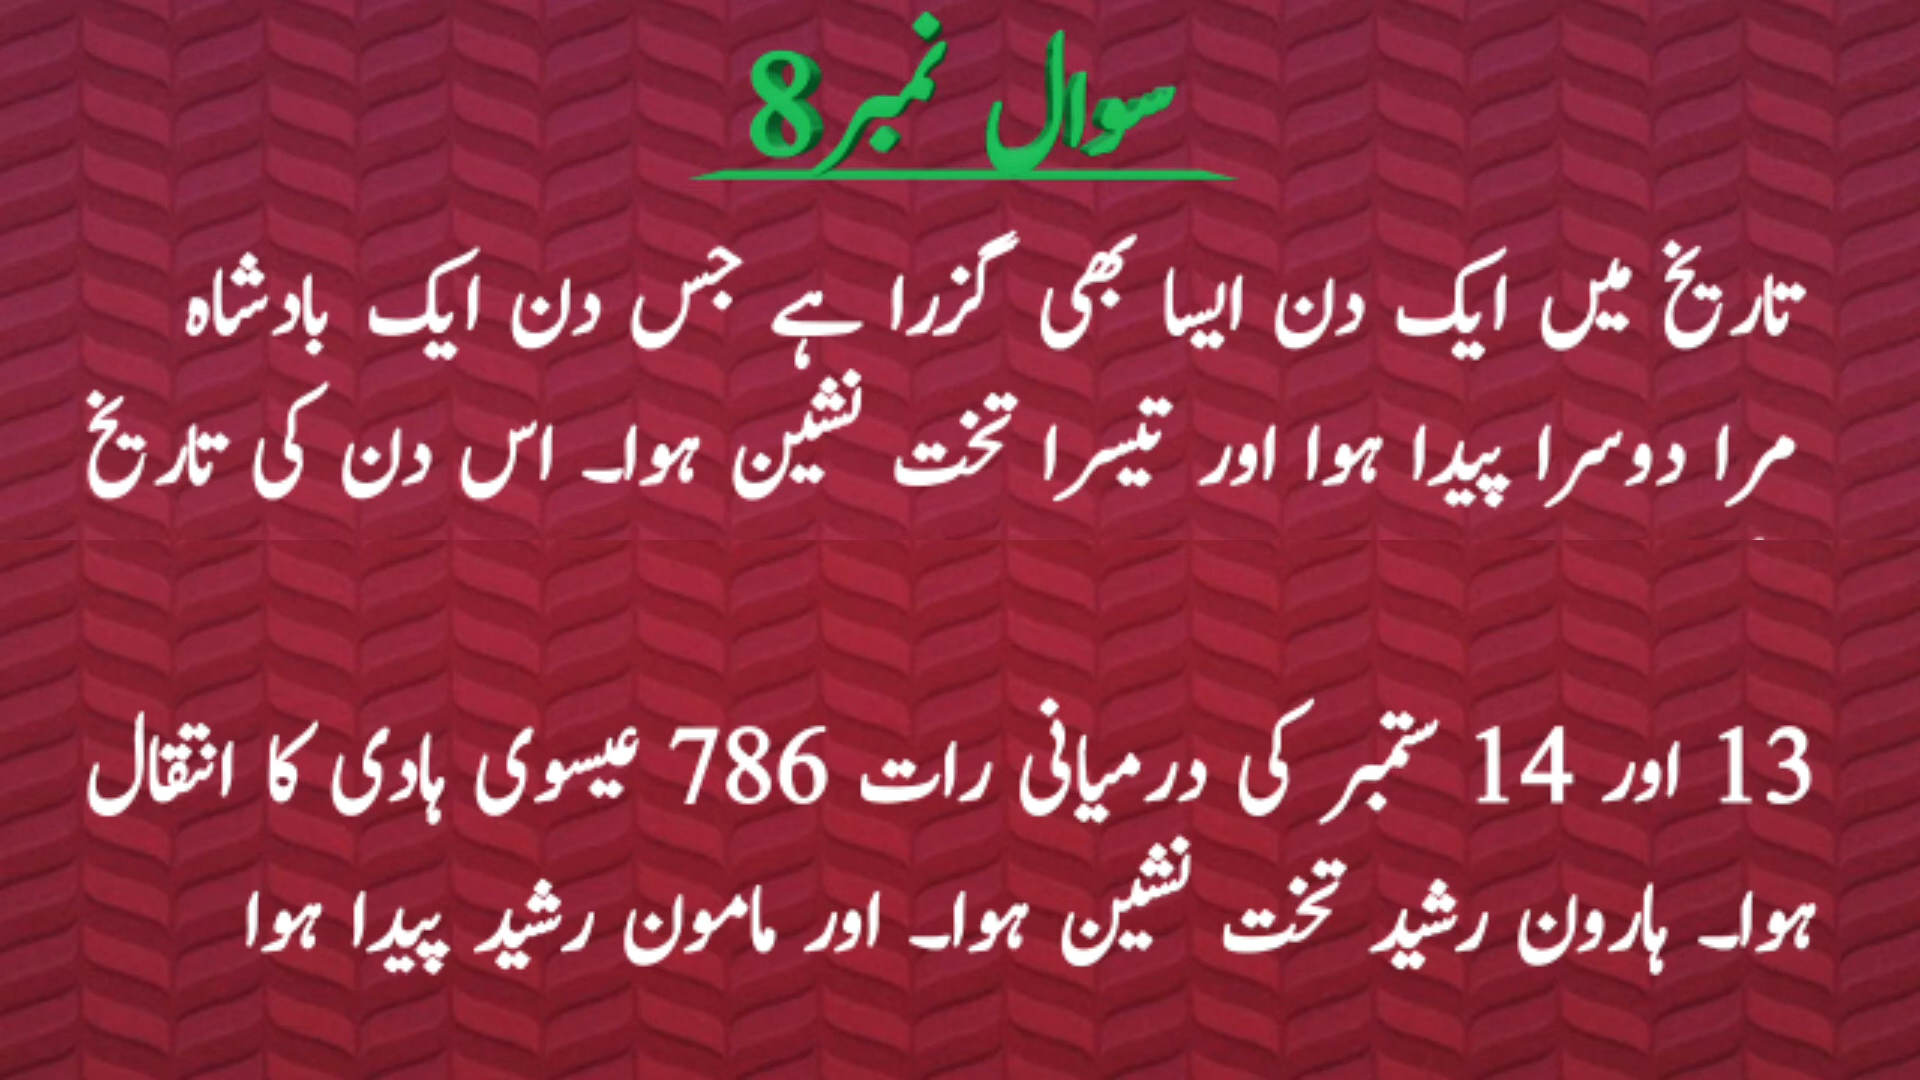 سوال نمبر8
تاریخ میں ایک دن ایسا بھی گزرا ہے جس دن ایک بادشاہ
مرا دوسرا پیدا ہوا اور تیسرا تخت نشین ہوا۔ اس دن کی تاریخ
13 اور 14 ستمبر کی درمیانی رات 786 عیسوی ہادی کا انتقال
ہوا۔ ہارون رشید تخت نشین ہوا۔ اور مامون رشید پیدا ہوا